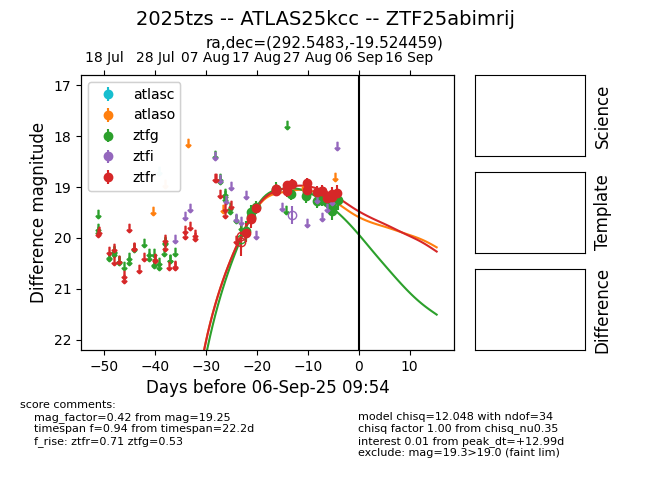 2025tzs -- ATLAS25kcc -- ZTF25abimrij
ra,dec=(292.5483,-19.524459)
18 Jul 28 Jul 07 Aug 17 Aug 27 Aug 06 Sep 16 Sep
atlasc
atlaso
ztfg
ztfi
ztfr
17
18
19
20
21
22
Difference magnitude
−50 −40 −30 −20 −10 0 10
Days before 06-Sep-25 09:54
Science
Template
Difference
score comments:
mag_factor=0.42 from mag=19.25
timespan f=0.94 from timespan=22.2d
f_rise: ztfr=0.71 ztfg=0.53
model chisq=12.048 with ndof=34
chisq factor 1.00 from chisq_nu0.35
interest 0.01 from peak_dt=+12.99d
exclude: mag=19.3>19.0 (faint lim)